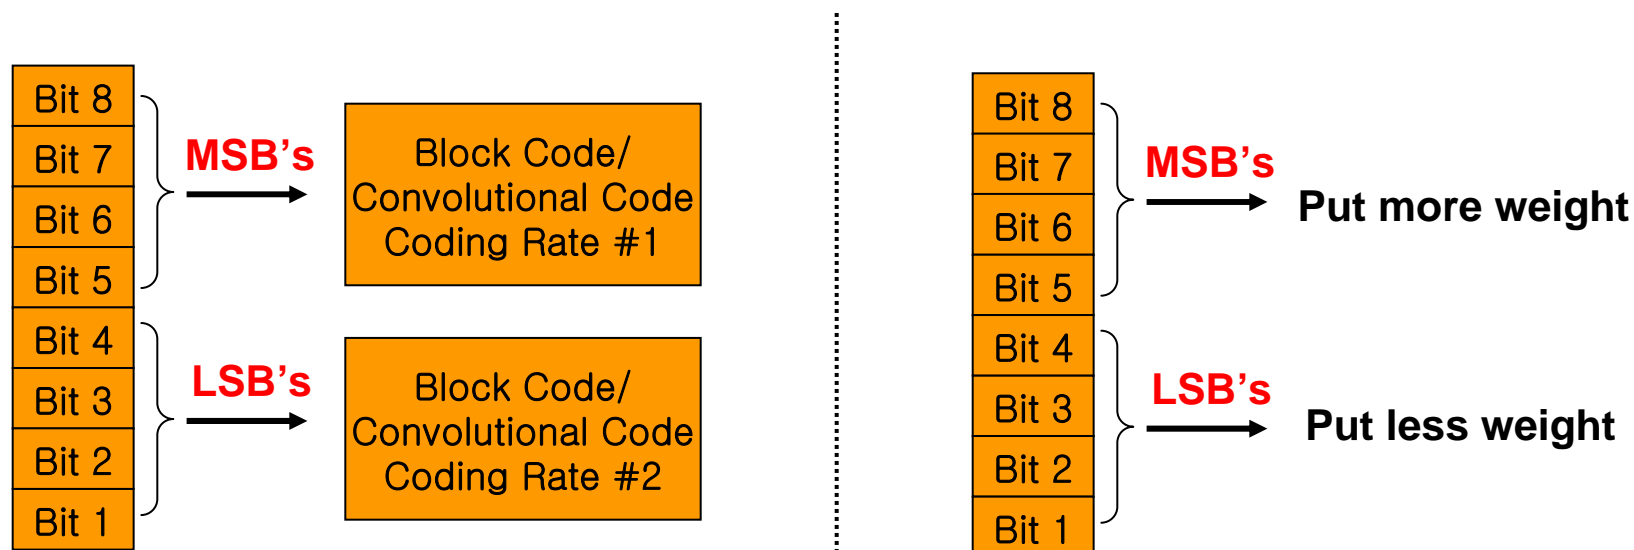 Bit 8
Bit 7
Bit 6
Bit 5
Bit 4
Bit 3
Bit 2
Bit 1
MSB's
LSB's
Block Code/
Convolutional Code
Coding Rate #1
Block Code/
Convolutional Code
Coding Rate #2
Bit 8
Bit 7
Bit 6
Bit 5
Bit 4
Bit 3
Bit 2
Bit 1
MSB's
Put more weight
LSB's
Put less weight